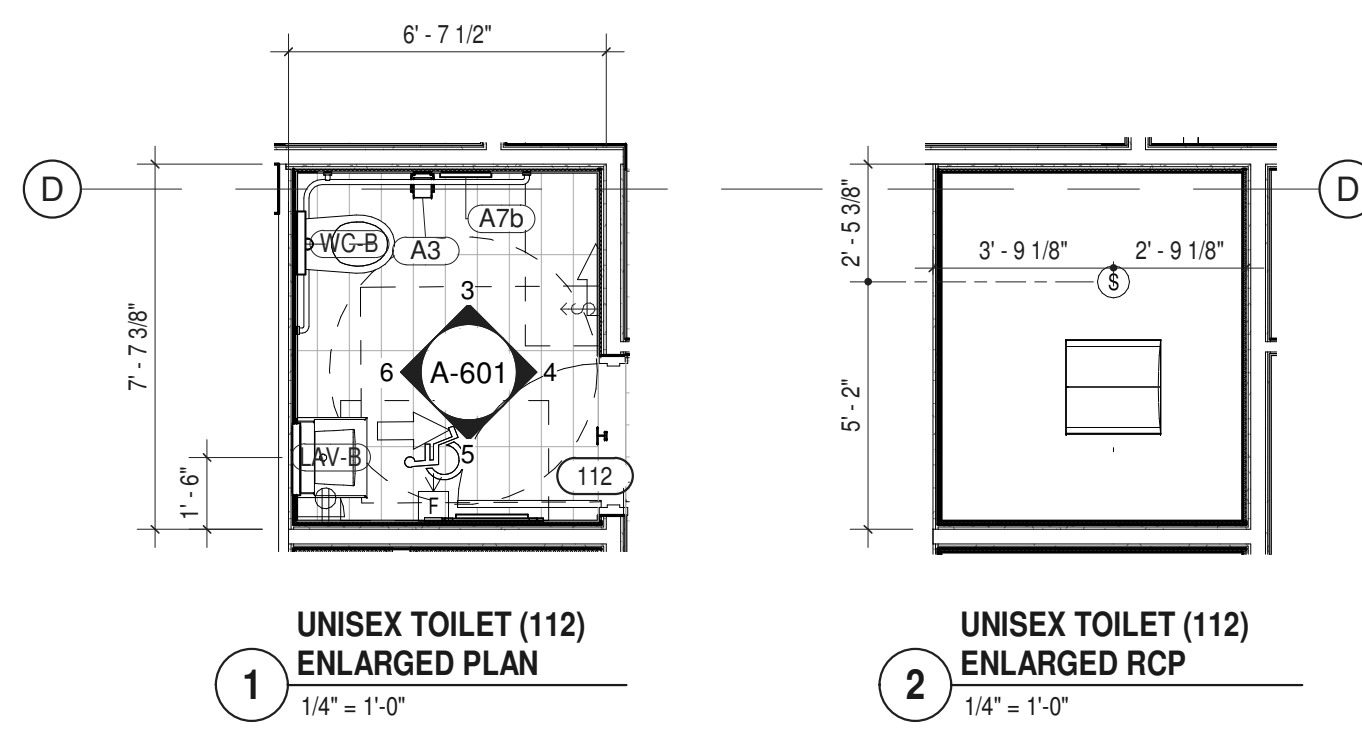 6' - 7 1/2"
D
7' - 7 3/8"
1' - 6"
WC-B
A3
A7b
3
6
A-601
4
5
LAV-B
F
112
UNISEX TOILET (112)
ENLARGED PLAN
1
1/4" = 1'-0"
D
2' - 5 3/8"
5' - 2"
3' - 9 1/8"
2' - 9 1/8"
$
UNISEX TOILET (112)
ENLARGED RCP
2
1/4" = 1'-0"